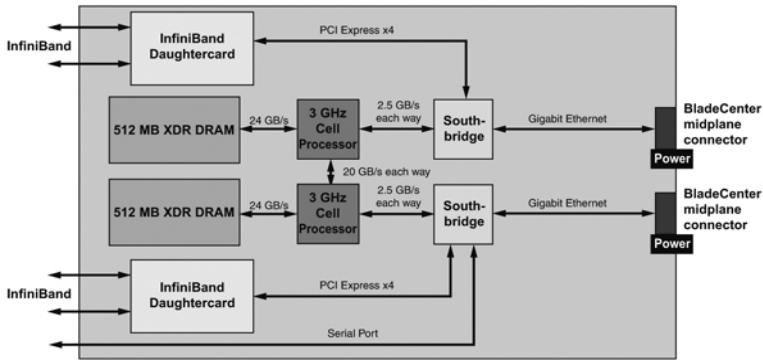 InfiniBand
InfiniBand
Daughtercard
PCI Express x4
512 MB XDR DRAM
24 GB/s
3 GHz
Cell
Processor
2.5 GB/s
each way
South-
bridge
Gigabit Ethernet
BladeCenter
midplane
connector
Power
20 GB/s each way
512 MB XDR DRAM
24 GB/s
3 GHz
Cell
Processor
2.5 GB/s
each way
South-
bridge
Gigabit Ethernet
BladeCenter
midplane
connector
Power
InfiniBand
InfiniBand
Daughtercard
PCI Express x4
Serial Port